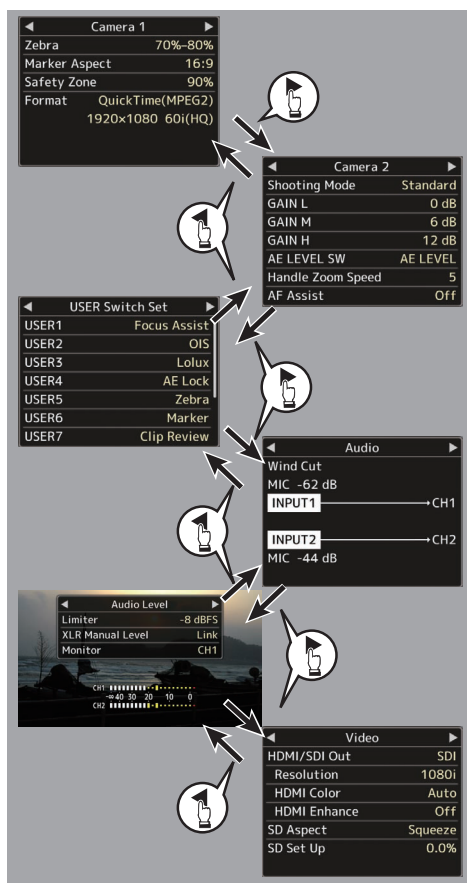 ◀ Camera 1 ▶
Zebra 70%–80%
Marker Aspect 16:9
Safety Zone 90%
Format QuickTime(MPEG2)
1920×1080 60i(HQ)
◀ Camera 2 ▶
Shooting Mode Standard
GAIN L 0 dB
GAIN M 6 dB
GAIN H 12 dB
AE LEVEL SW AE LEVEL
Handle Zoom Speed 5
AF Assist Off
◀ USER Switch Set ▶
USER1 Focus Assist
USER2 OIS
USER3 Lolux
USER4 AE Lock
USER5 Zebra
USER6 Marker
USER7 Clip Review
◀ Audio ▶
Wind Cut
MIC -62 dB
INPUT1 CH1
INPUT2 CH2
MIC -44 dB
◀ Audio Level ▶
Limiter -8 dBFS
XLR Manual Level Link
Monitor CH1
CH1
-∞ 40 30 20 10 0
CH2
◀ Video ▶
HDMI/SDI Out SDI
Resolution 1080i
HDMI Color Auto
HDMI Enhance Off
SD Aspect Squeeze
SD Set Up 0.0%